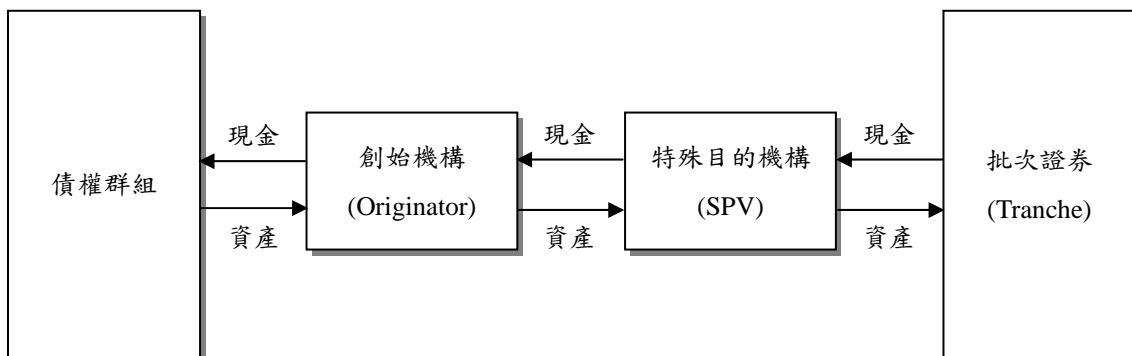 債權群組
現金
資產
創始機構
(Originator)
現金
資產
特殊目的機構
(SPV)
現金
資產
批次證券
(Tranche)